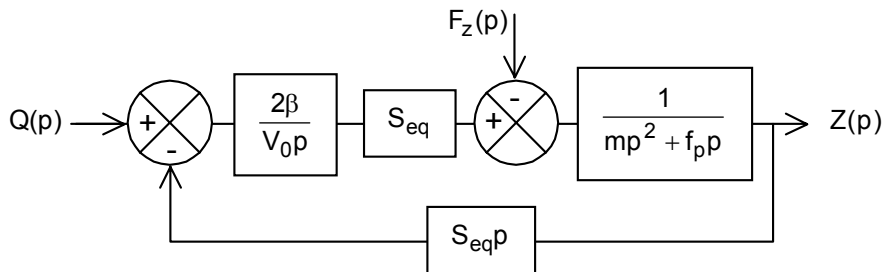 F_z(p)
-
Q(p)
+
-
2β
V_0p
S_eq
+
1
mp^2 + f_pp
Z(p)
S_eqp